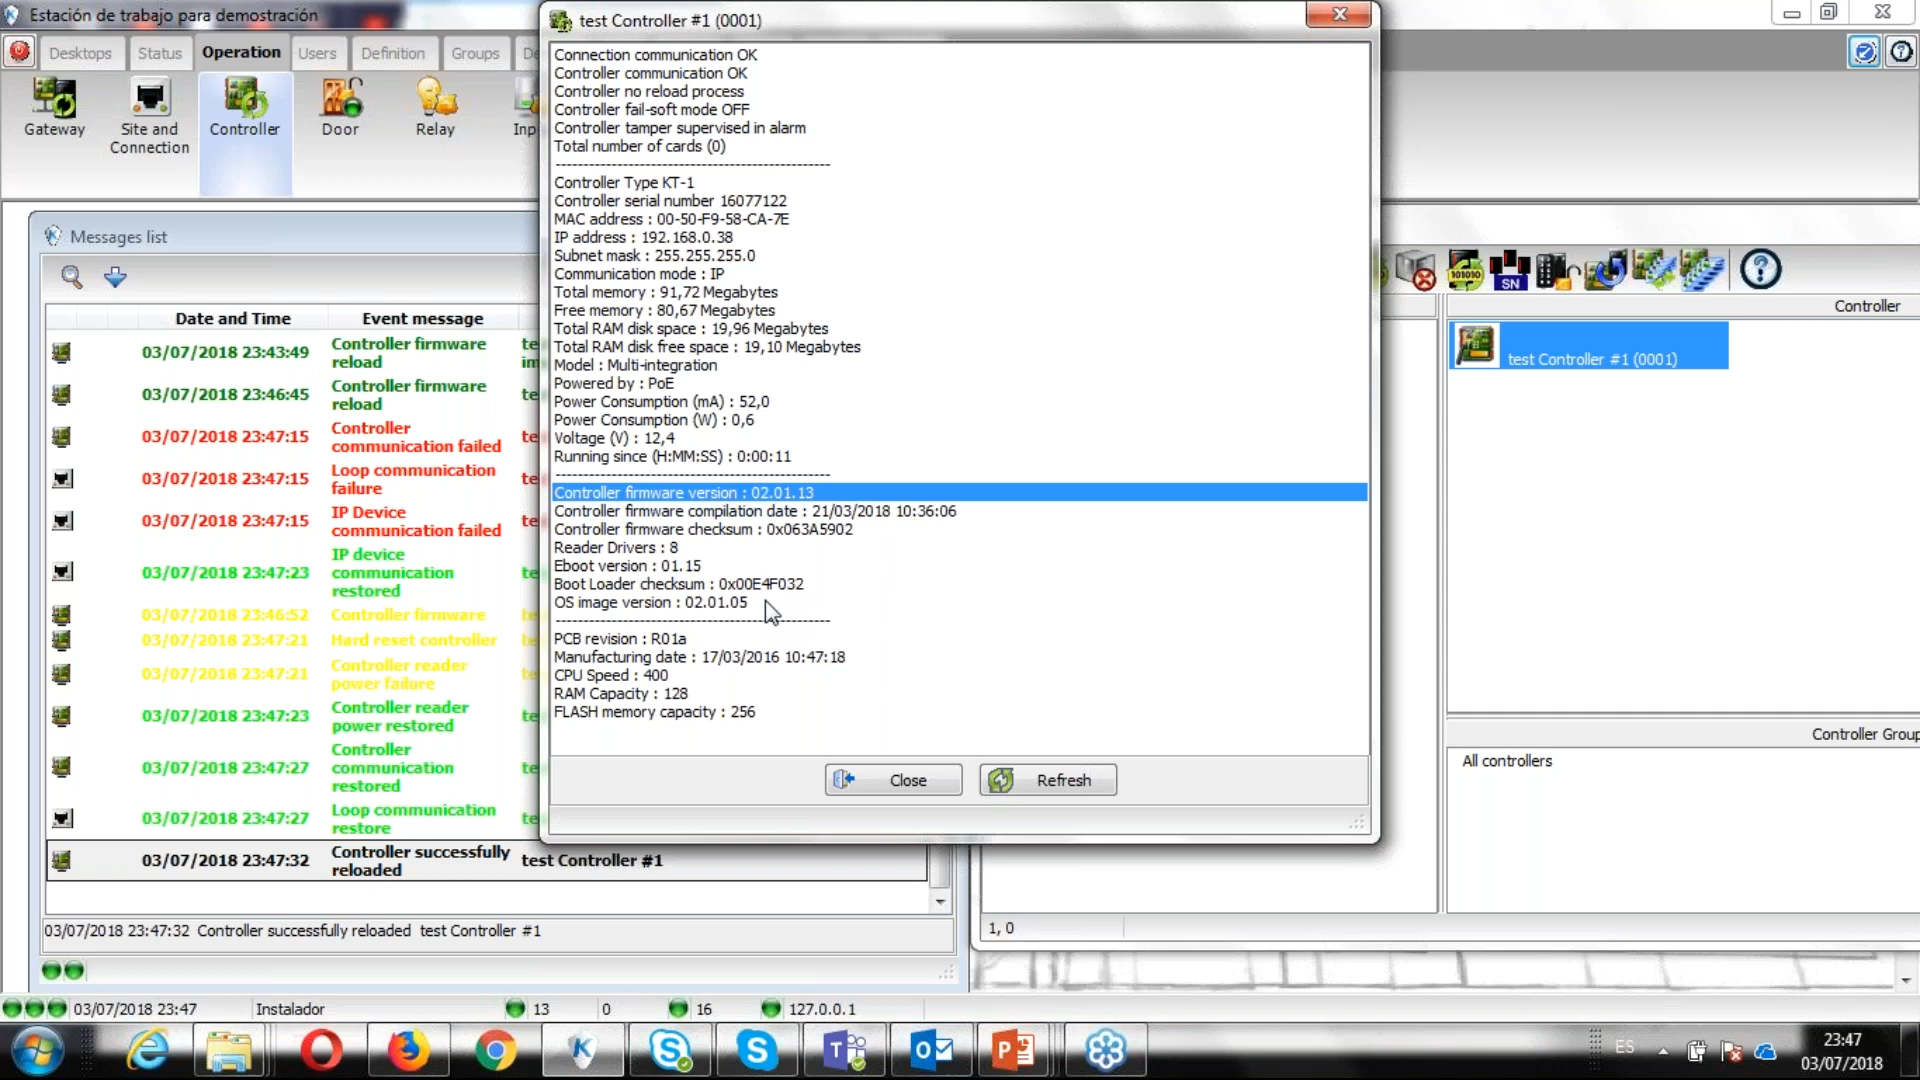 Estación de trabajo para demostración
Desktops
Status
Operation
Users
Definition
Groups
Gateway
Site and
Connection
Controller
Door
Relay
test Controller #1 (0001)
Connection communication OK
Controller communication OK
Controller no reload process
Controller fail-soft mode OFF
Controller tamper supervised in alarm
Total number of cards (0)
Controller Type KT-1
Controller serial number 16077122
MAC address : 00-50-F9-58-CA-7E
IP address : 192.168.0.38
Subnet mask : 255.255.255.0
Communication mode : IP
Total memory : 91,72 Megabytes
Free memory : 80,67 Megabytes
Total RAM disk space : 19,96 Megabytes
Total RAM disk free space : 19,10 Megabytes
Model : Multi-integration
Powered by : PoE
Power Consumption (mA) : 52,0
Power Consumption (W) : 0,6
Voltage (V) : 12,4
Running since (H:MM:SS) : 0:00:11
Controller firmware version : 02.01.13
Controller firmware compilation date : 21/03/2018 10:36:06
Controller firmware checksum : 0x063A5902
Reader Drivers : 8
Eboot version : 01.15
Boot Loader checksum : 0x00E4F032
OS image version : 02.01.05
PCB revision : R01a
Manufacturing date : 17/03/2016 10:47:18
CPU Speed : 400
RAM Capacity : 128
FLASH memory capacity : 256
Close
Refresh
Messages list
Date and Time Event message
03/07/2018 23:43:49 Controller firmware
reload
03/07/2018 23:46:45 Controller firmware
reload
03/07/2018 23:47:15 Controller
communication failed
03/07/2018 23:47:15 Loop communication
failure
03/07/2018 23:47:15 IP Device
communication failed
03/07/2018 23:47:23 IP device
communication
restored
03/07/2018 23:46:52 Controller firmware
03/07/2018 23:47:21 Hard reset controller
03/07/2018 23:47:21 Controller reader
power failure
03/07/2018 23:47:23 Controller reader
power restored
03/07/2018 23:47:27 Controller
communication
restored
03/07/2018 23:47:27 Loop communication
restore
03/07/2018 23:47:32 Controller successfully
reloaded test Controller #1
03/07/2018 23:47:32 Controller successfully reloaded test Controller #1
SN
Controller
test Controller #1 (0001)
Controller Group
All controllers
1, 0
03/07/2018 23:47 Instalador 13 0 16 127.0.0.1
ES
23:47
03/07/2018